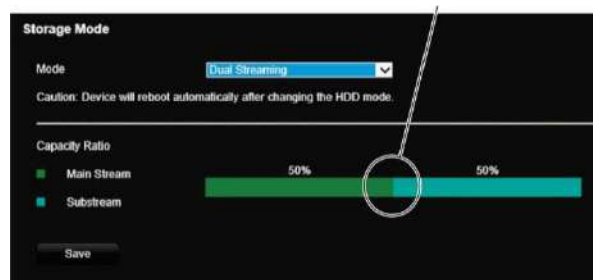 Storage Mode
Mode Dual Streaming
Caution: Device will reboot automatically after changing the HDD mode.
Capacity Ratio
Main Stream 50% 50%
Substream
Save